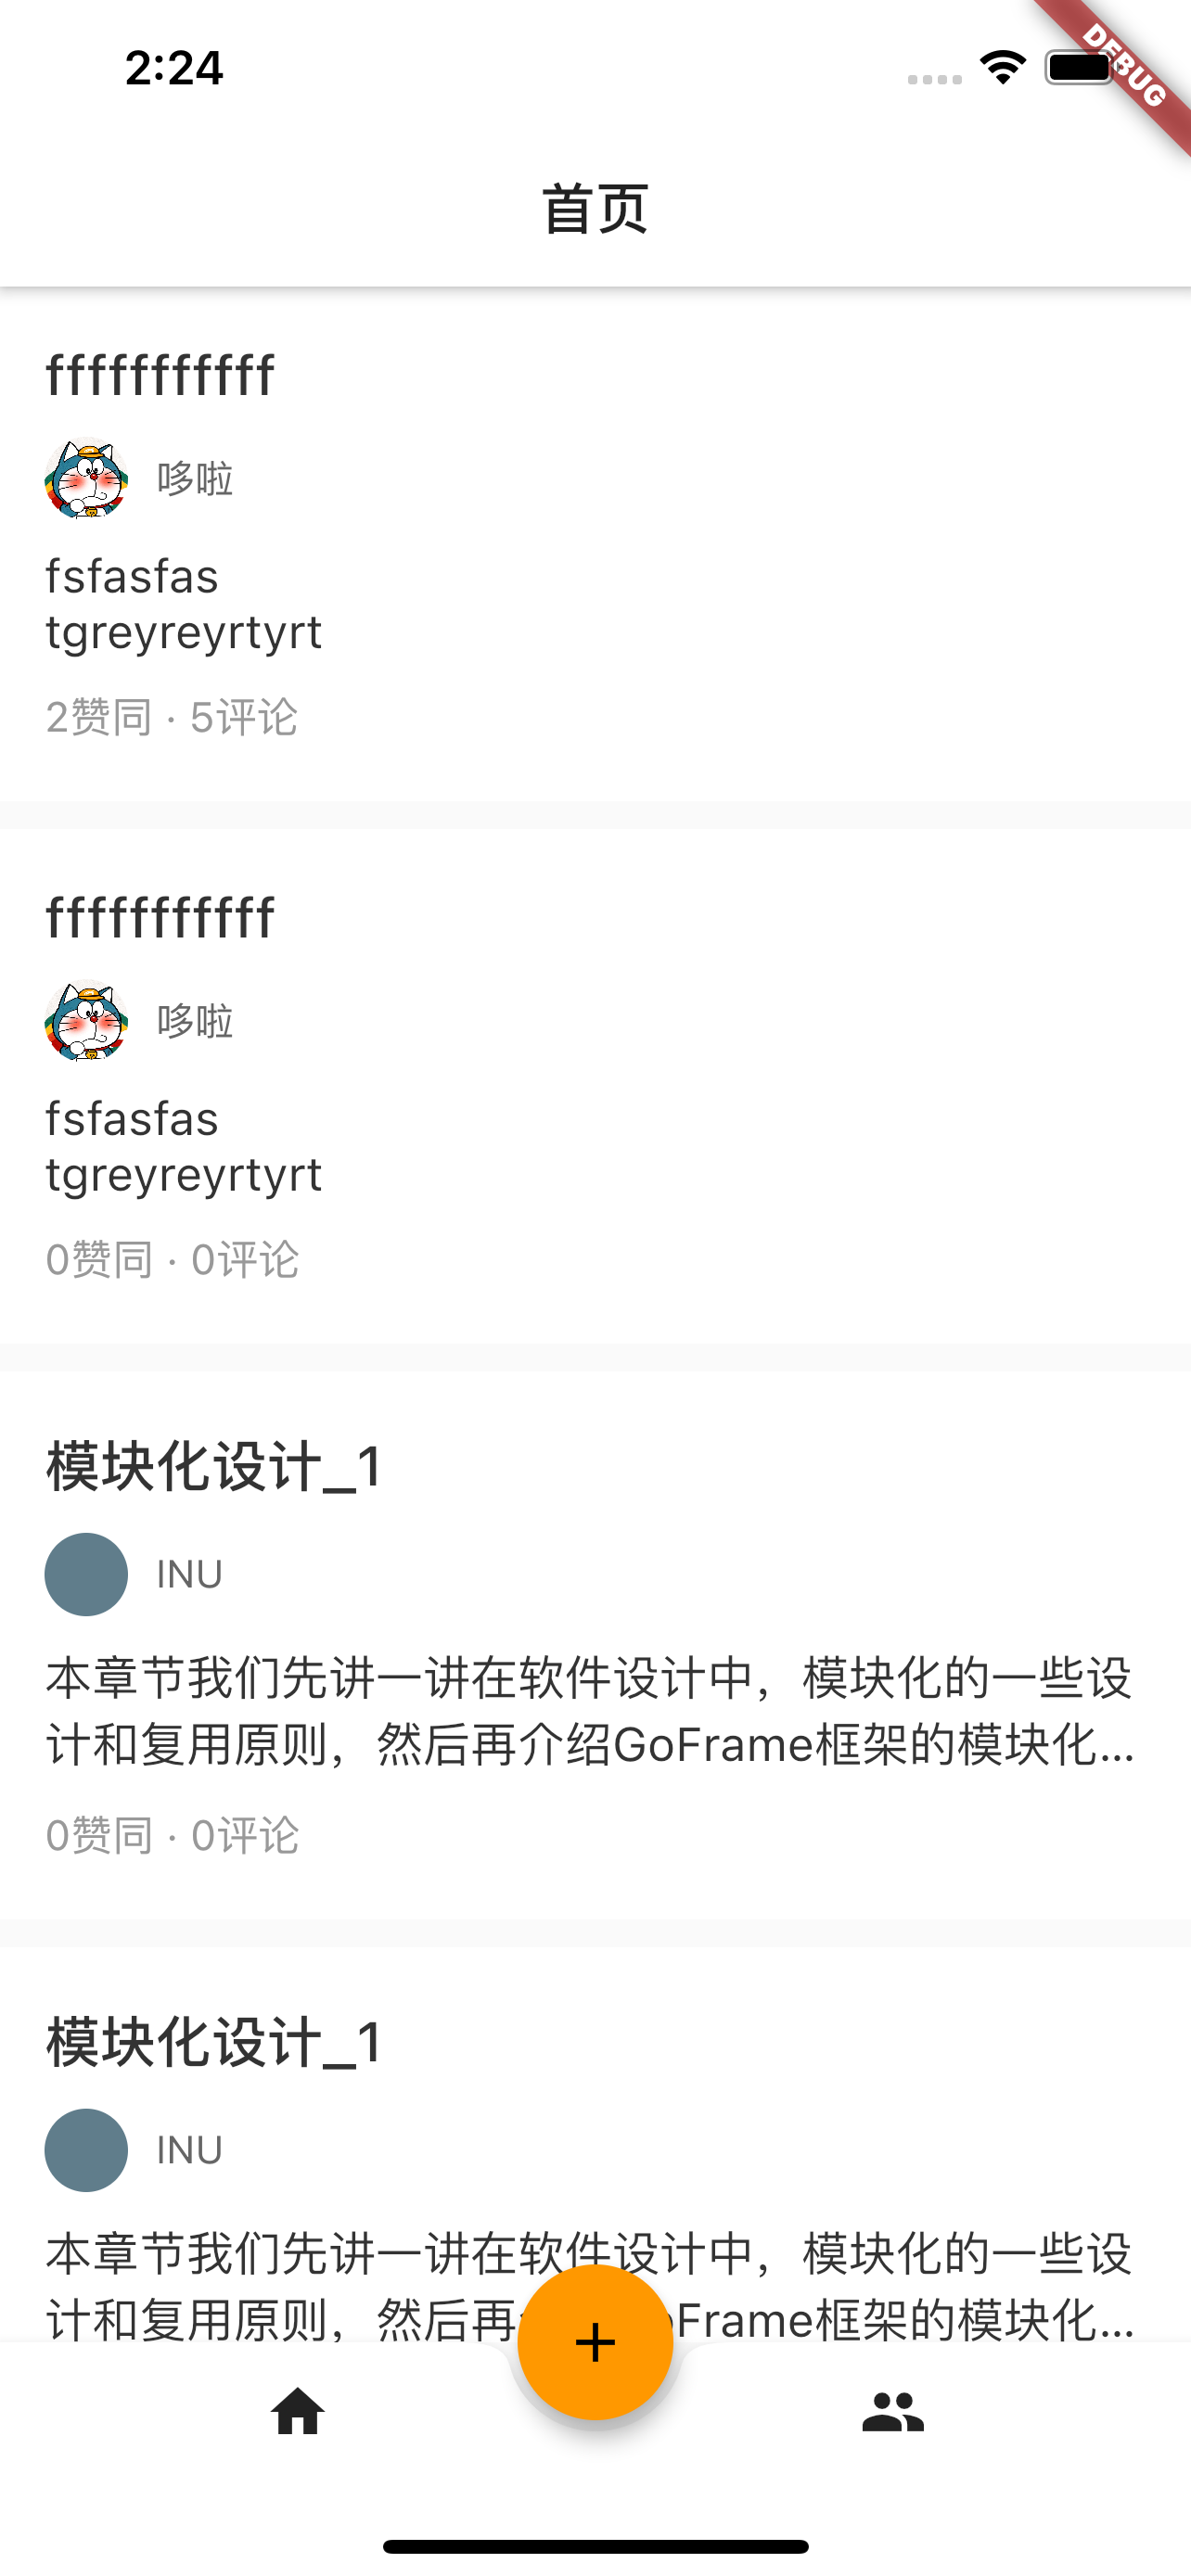 2:24
DEBUG
首页
fffffffffff
哆啦
fsfasfas
tgreyreyrtyrt
2赞同 · 5评论
fffffffffff
哆啦
fsfasfas
tgreyreyrtyrt
0赞同 · 0评论
模块化设计_1
INU
本章节我们先讲一讲在软件设计中，模块化的一些设
计和复用原则，然后再介绍GoFrame框架的模块化...
0赞同 · 0评论
模块化设计_1
INU
本章节我们先讲一讲在软件设计中，模块化的一些设
计和复用原则，然后再 Frame框架的模块化...